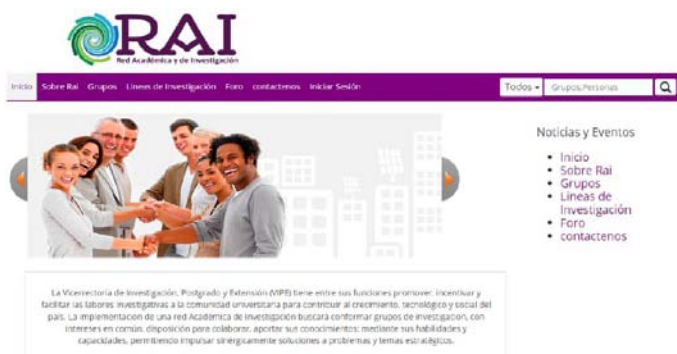 RAI
Red Académica y de Investigación
Inicio Sobre Rai Grupos Líneas de Investigación Foro contactenos Iniciar Sesión Todos Grupos,Personas
Noticias y Eventos
Inicio
Sobre Rai
Grupos
Líneas de
Investigación
Foro
contactenos
La Vicerrectoría de Investigación, Postgrado y Extensión (VIPE) tiene entre sus funciones promover, incentivar y
facilitar las labores investigativas a la comunidad universitaria para contribuir al crecimiento, tecnológico y social del
país. La implementación de una red Académica de Investigación buscará conformar grupos de investigación, con
intereses en común, disposición para colaborar, aportar sus conocimientos; mediante sus habilidades y
capacidades, permitiendo impulsar sinérgicamente soluciones a problemas y temas estratégicos.